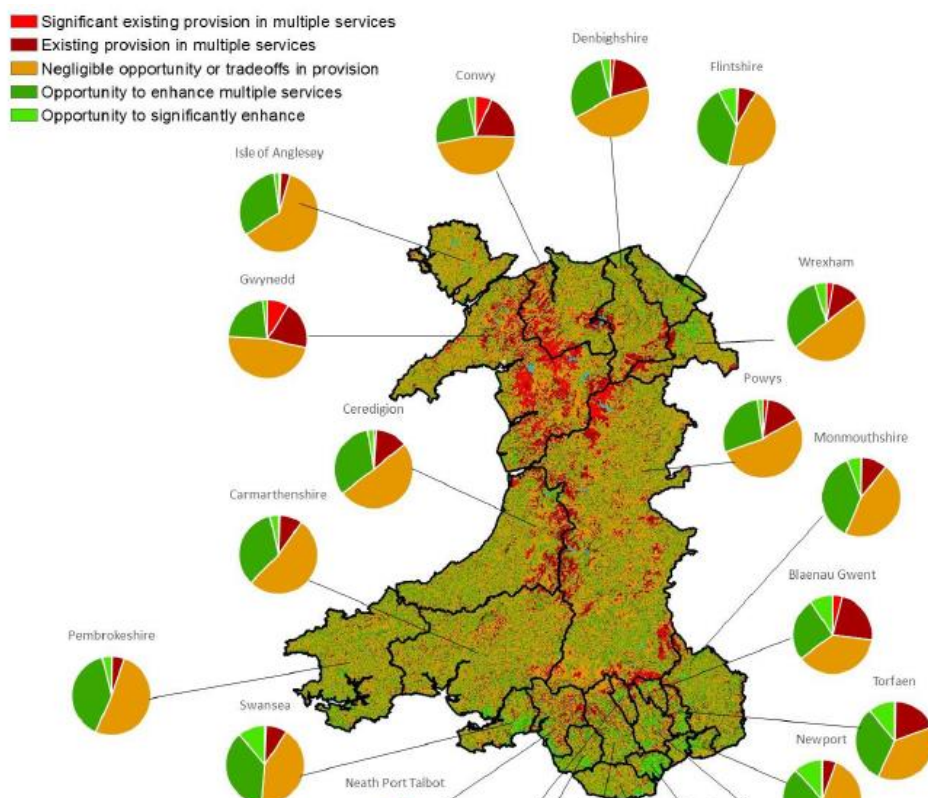 Significant existing provision in multiple services
Existing provision in multiple services
Negligible opportunity or tradeoffs in provision
Opportunity to enhance multiple services
Opportunity to significantly enhance
Denbighshire
Conwy
Flintshire
Isle of Anglesey
Gwynedd
Wrexham
Powys
Ceredigion
Monmouthshire
Carmarthenshire
Blaenau Gwent
Pembrokeshire
Torfaen
Swansea
Newport
Neath Port Talbot